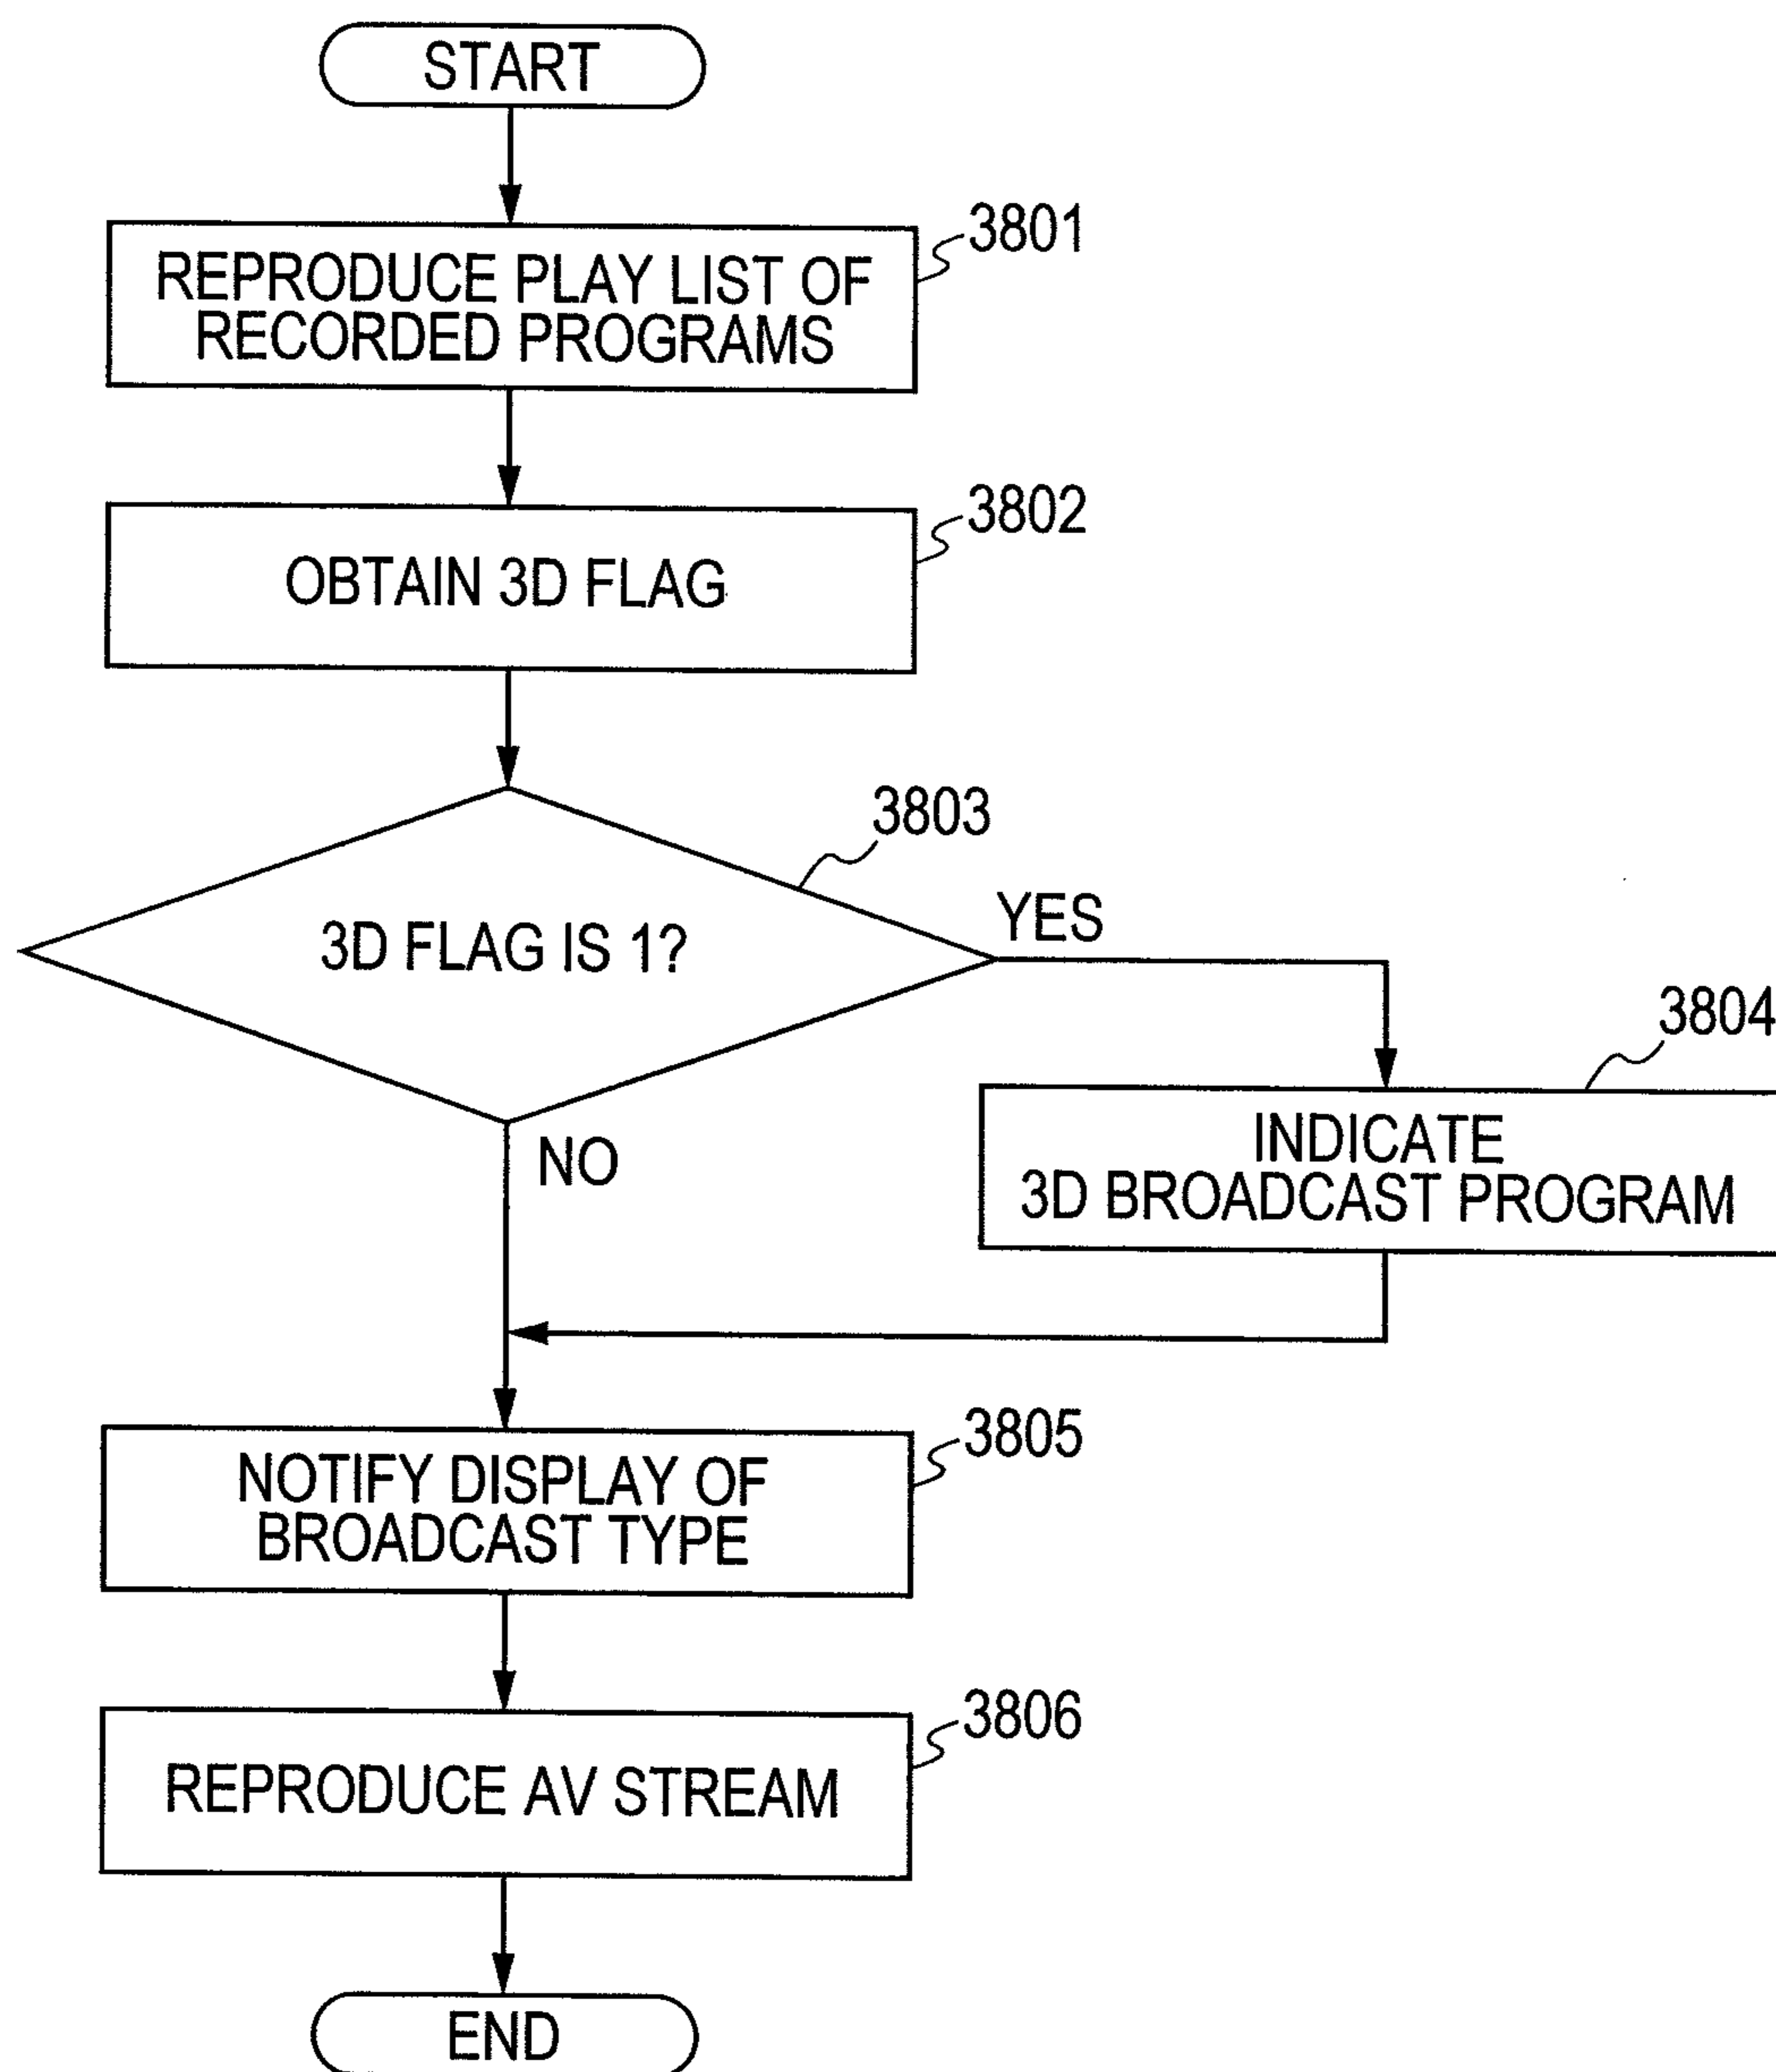 START
3801
REPRODUCE PLAY LIST OF
RECORDED PROGRAMS
3802
OBTAIN 3D FLAG
3803
3D FLAG IS 1?
YES
NO
3804
INDICATE
3D BROADCAST PROGRAM
3805
NOTIFY DISPLAY OF
BROADCAST TYPE
3806
REPRODUCE AV STREAM
END